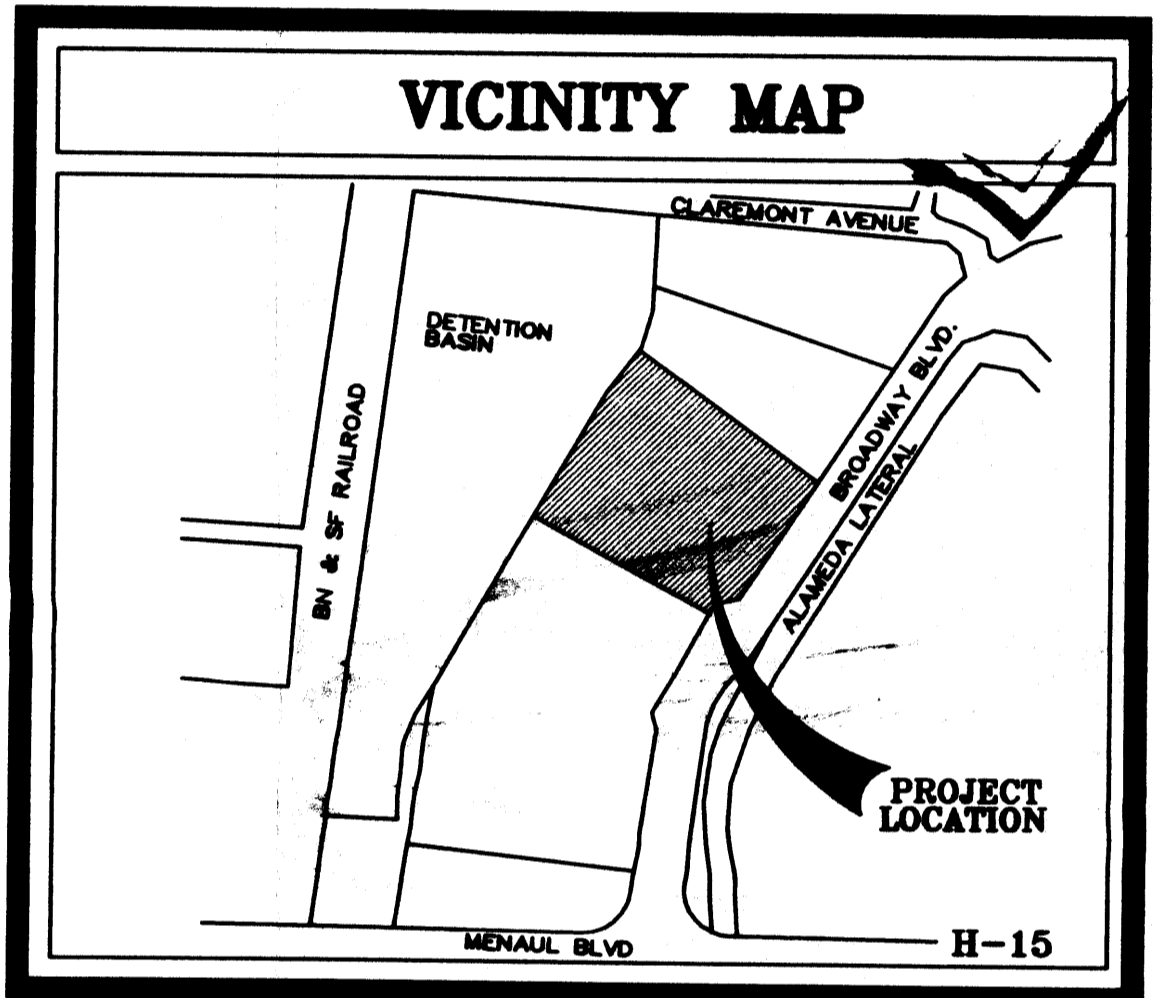 VICINITY MAP
CLAREMONT AVENUE
DETENTION
BASIN
BROADWAY BLVD.
BN & SF RAILROAD
ALAMEDA LATERAL
PROJECT
LOCATION
MENAUL BLVD
H-15